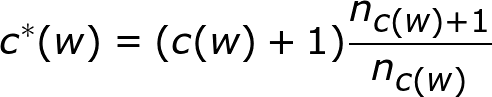 c*(w) = (c(w) + 1) n_{c(w)+1} / n_{c(w)}